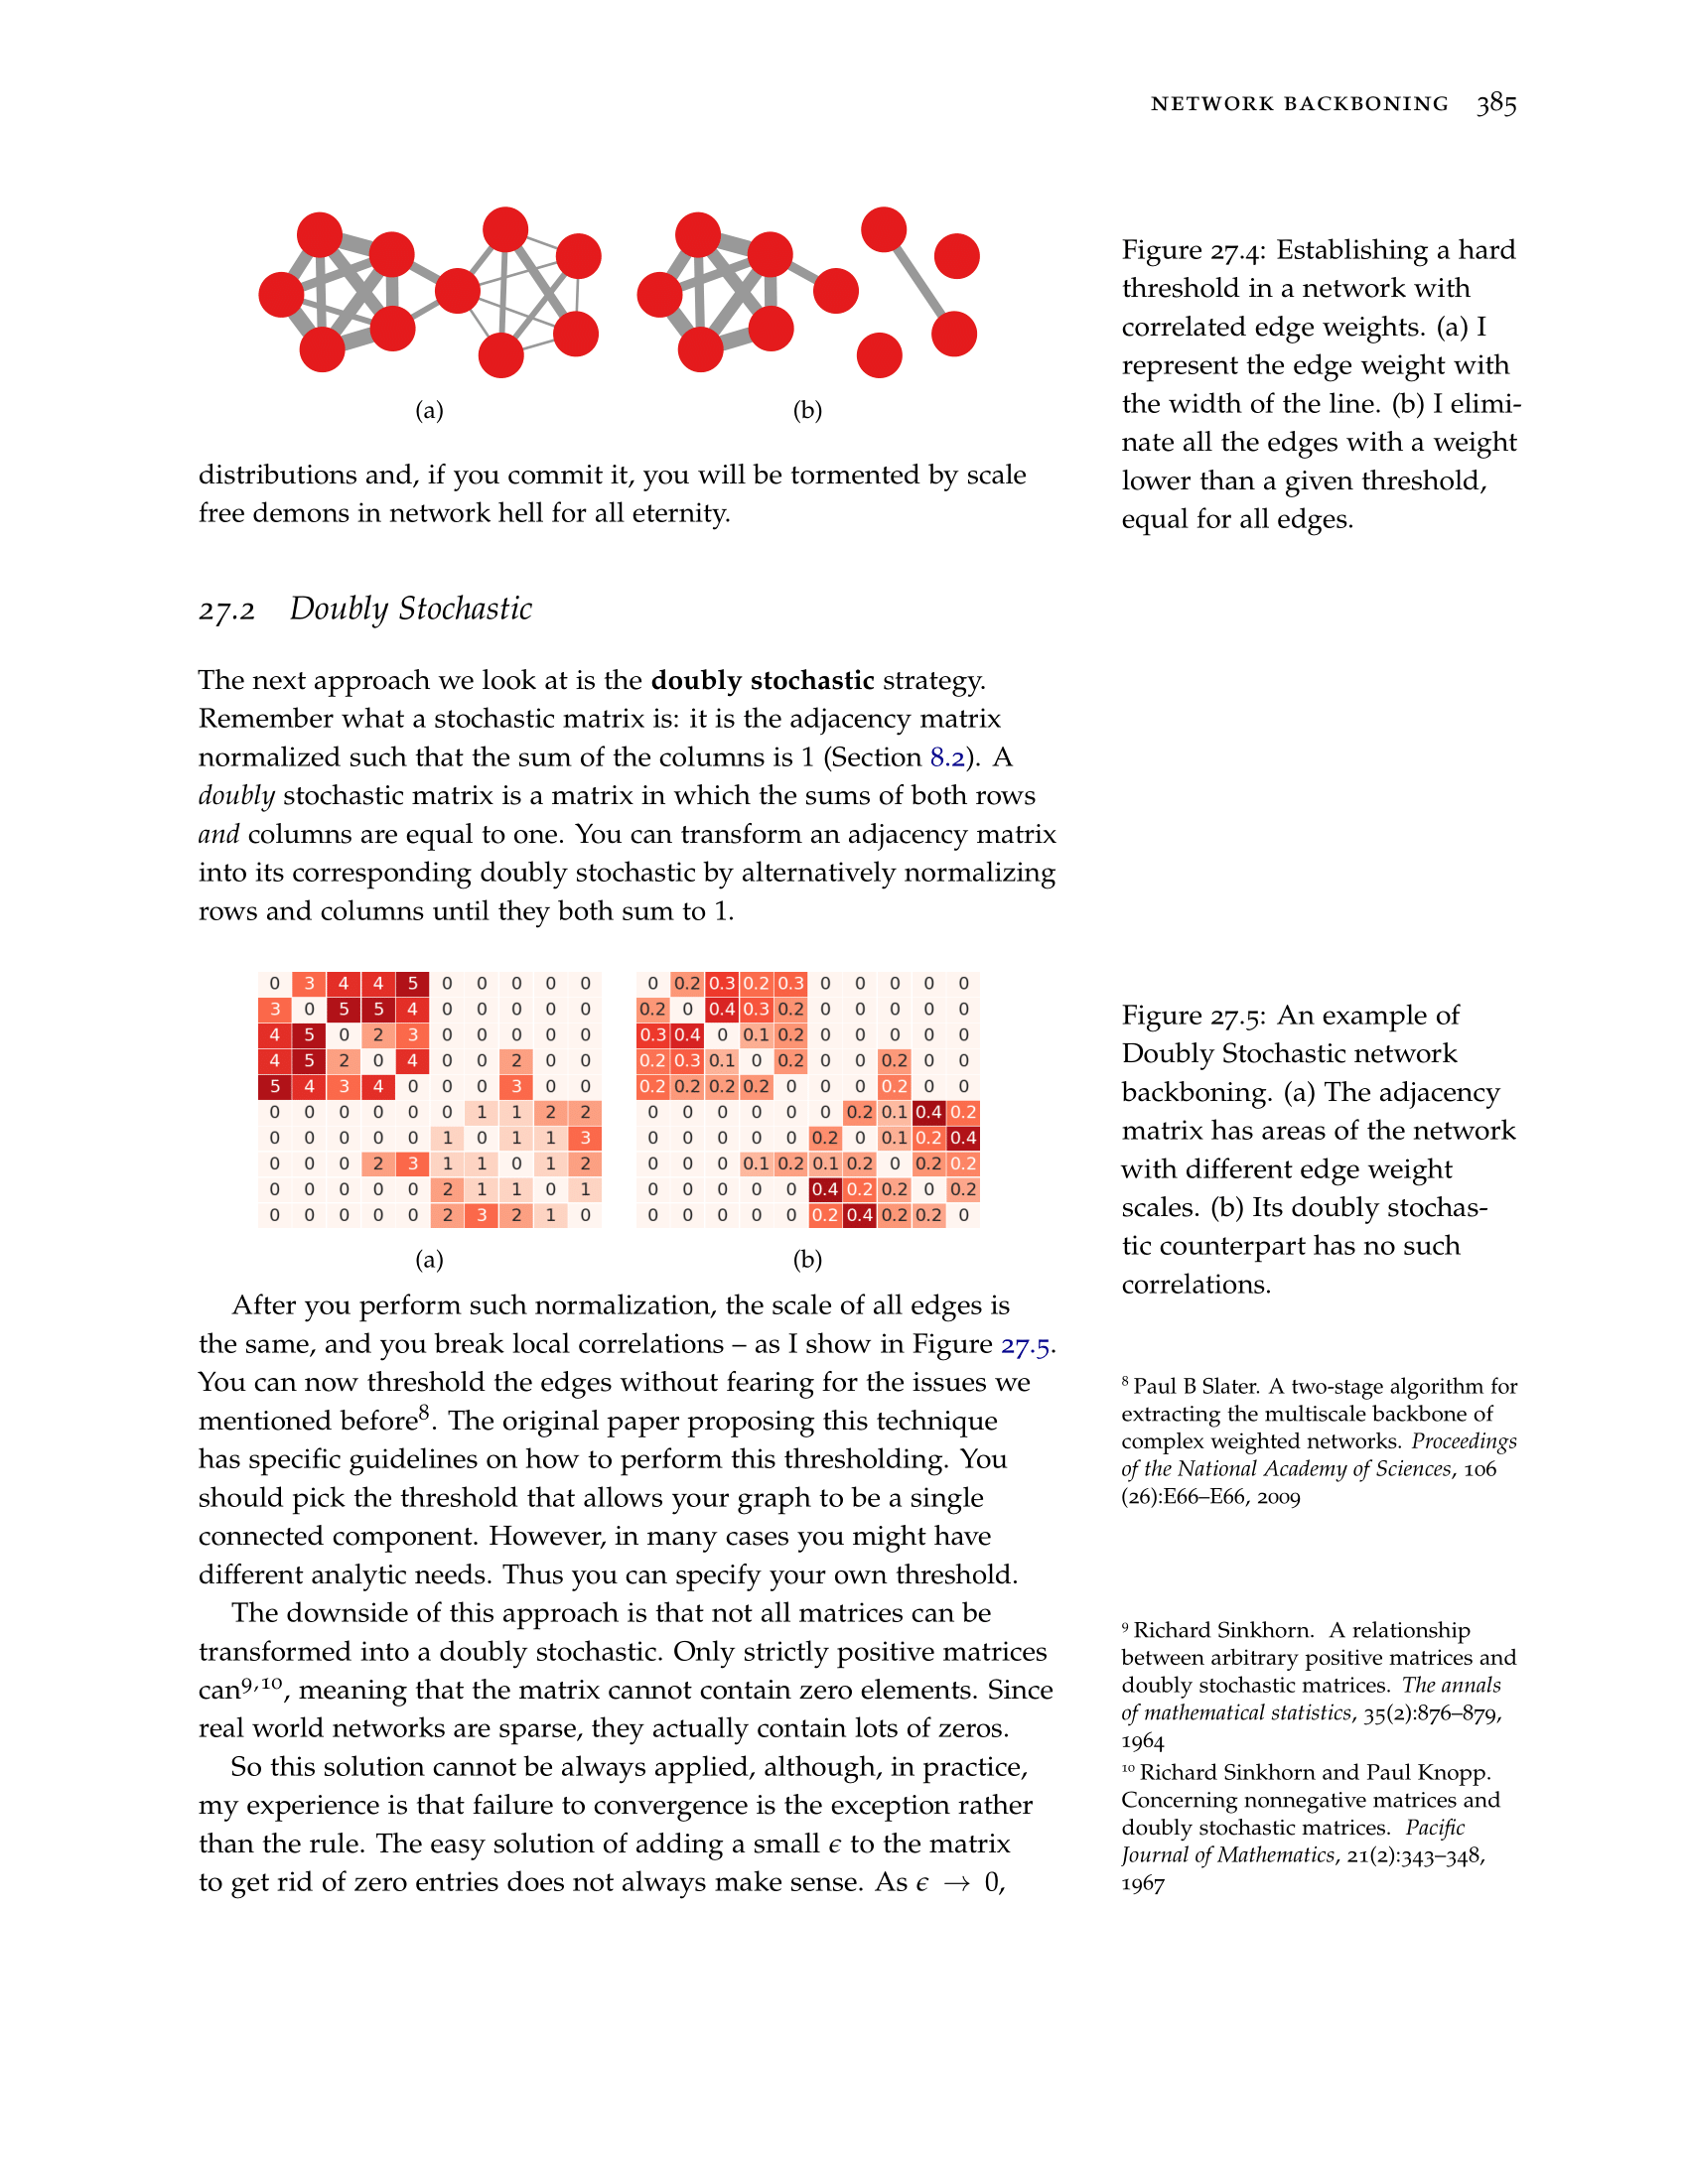 NETWORK BACKBONING 385
(a)
(b)
Figure 27.4: Establishing a hard
threshold in a network with
correlated edge weights. (a) I
represent the edge weight with
the width of the line. (b) I elimi-
nate all the edges with a weight
lower than a given threshold,
equal for all edges.
distributions and, if you commit it, you will be tormented by scale
free demons in network hell for all eternity.
27.2 Doubly Stochastic
The next approach we look at is the doubly stochastic strategy.
Remember what a stochastic matrix is: it is the adjacency matrix
normalized such that the sum of the columns is 1 (Section 8.2). A
doubly stochastic matrix is a matrix in which the sums of both rows
and columns are equal to one. You can transform an adjacency matrix
into its corresponding doubly stochastic by alternatively normalizing
rows and columns until they both sum to 1.
0 3 4 4 5 0 0 0 0 0
3 0 5 5 4 0 0 0 0 0
4 5 0 2 3 0 0 0 0 0
4 5 2 0 4 0 0 2 0 0
5 4 3 4 0 0 0 3 0 0
0 0 0 0 0 0 1 1 2 2
0 0 0 0 0 1 0 1 1 3
0 0 0 2 3 1 1 0 1 2
0 0 0 0 0 2 1 1 0 1
0 0 0 0 0 2 3 2 1 0
(a)
0 0.2 0.3 0.2 0.3 0 0 0 0 0
0.2 0 0.4 0.3 0.2 0 0 0 0 0
0.3 0.4 0 0.1 0.2 0 0 0 0 0
0.2 0.3 0.1 0 0.2 0 0 0.2 0 0
0.2 0.2 0.2 0.2 0 0 0 0.2 0 0
0 0 0 0 0 0 0.2 0.1 0.4 0.2
0 0 0 0 0 0.2 0 0.1 0.2 0.4
0 0 0 0.1 0.2 0.1 0.2 0 0.2 0.2
0 0 0 0 0 0.4 0.2 0.2 0 0.2
0 0 0 0 0 0.2 0.4 0.2 0.2 0
(b)
Figure 27.5: An example of
Doubly Stochastic network
backboning. (a) The adjacency
matrix has areas of the network
with different edge weight
scales. (b) Its doubly stochas-
tic counterpart has no such
correlations.
After you perform such normalization, the scale of all edges is
the same, and you break local correlations – as I show in Figure 27.5.
You can now threshold the edges without fearing for the issues we
mentioned before⁸. The original paper proposing this technique
has specific guidelines on how to perform this thresholding. You
should pick the threshold that allows your graph to be a single
connected component. However, in many cases you might have
different analytic needs. Thus you can specify your own threshold.
The downside of this approach is that not all matrices can be
transformed into a doubly stochastic. Only strictly positive matrices
can⁹,¹⁰, meaning that the matrix cannot contain zero elements. Since
real world networks are sparse, they actually contain lots of zeros.
So this solution cannot be always applied, although, in practice,
my experience is that failure to convergence is the exception rather
than the rule. The easy solution of adding a small ϵ to the matrix
to get rid of zero entries does not always make sense. As ϵ → 0,
⁸ Paul B Slater. A two-stage algorithm for
extracting the multiscale backbone of
complex weighted networks. Proceedings
of the National Academy of Sciences, 106
(26):E66–E66, 2009
⁹ Richard Sinkhorn. A relationship
between arbitrary positive matrices and
doubly stochastic matrices. The annals
of mathematical statistics, 35(2):876–879,
1964
¹⁰ Richard Sinkhorn and Paul Knopp.
Concerning nonnegative matrices and
doubly stochastic matrices. Pacific
Journal of Mathematics, 21(2):343–348,
1967